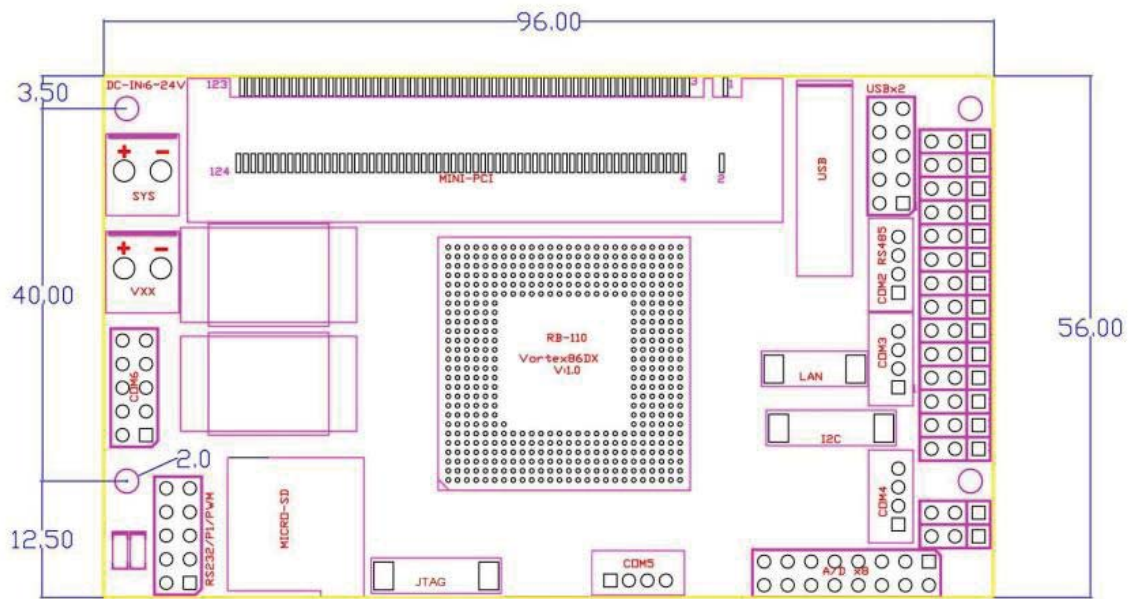 96.00
DC-IN6-24V
123
3
1
USBx2
3.50
+ -
SYS
124
MINI-PCI
4
2
USB
+ -
VXX
COM2 RS485
40.00
56.00
RB-110
Vortex86DX
V:1.0
COM3
LAN
COM6
I2C
2.0
COM4
12.50
RS232/P1/PWM
MICRO-SD
JTAG
COM5
A/D x8